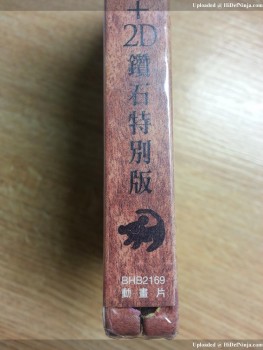 Uploaded @ HiDefNinja.com
+
2D
鑽石特別版
BHB2169
動畫片
Uploaded @ HiDefNinja.com